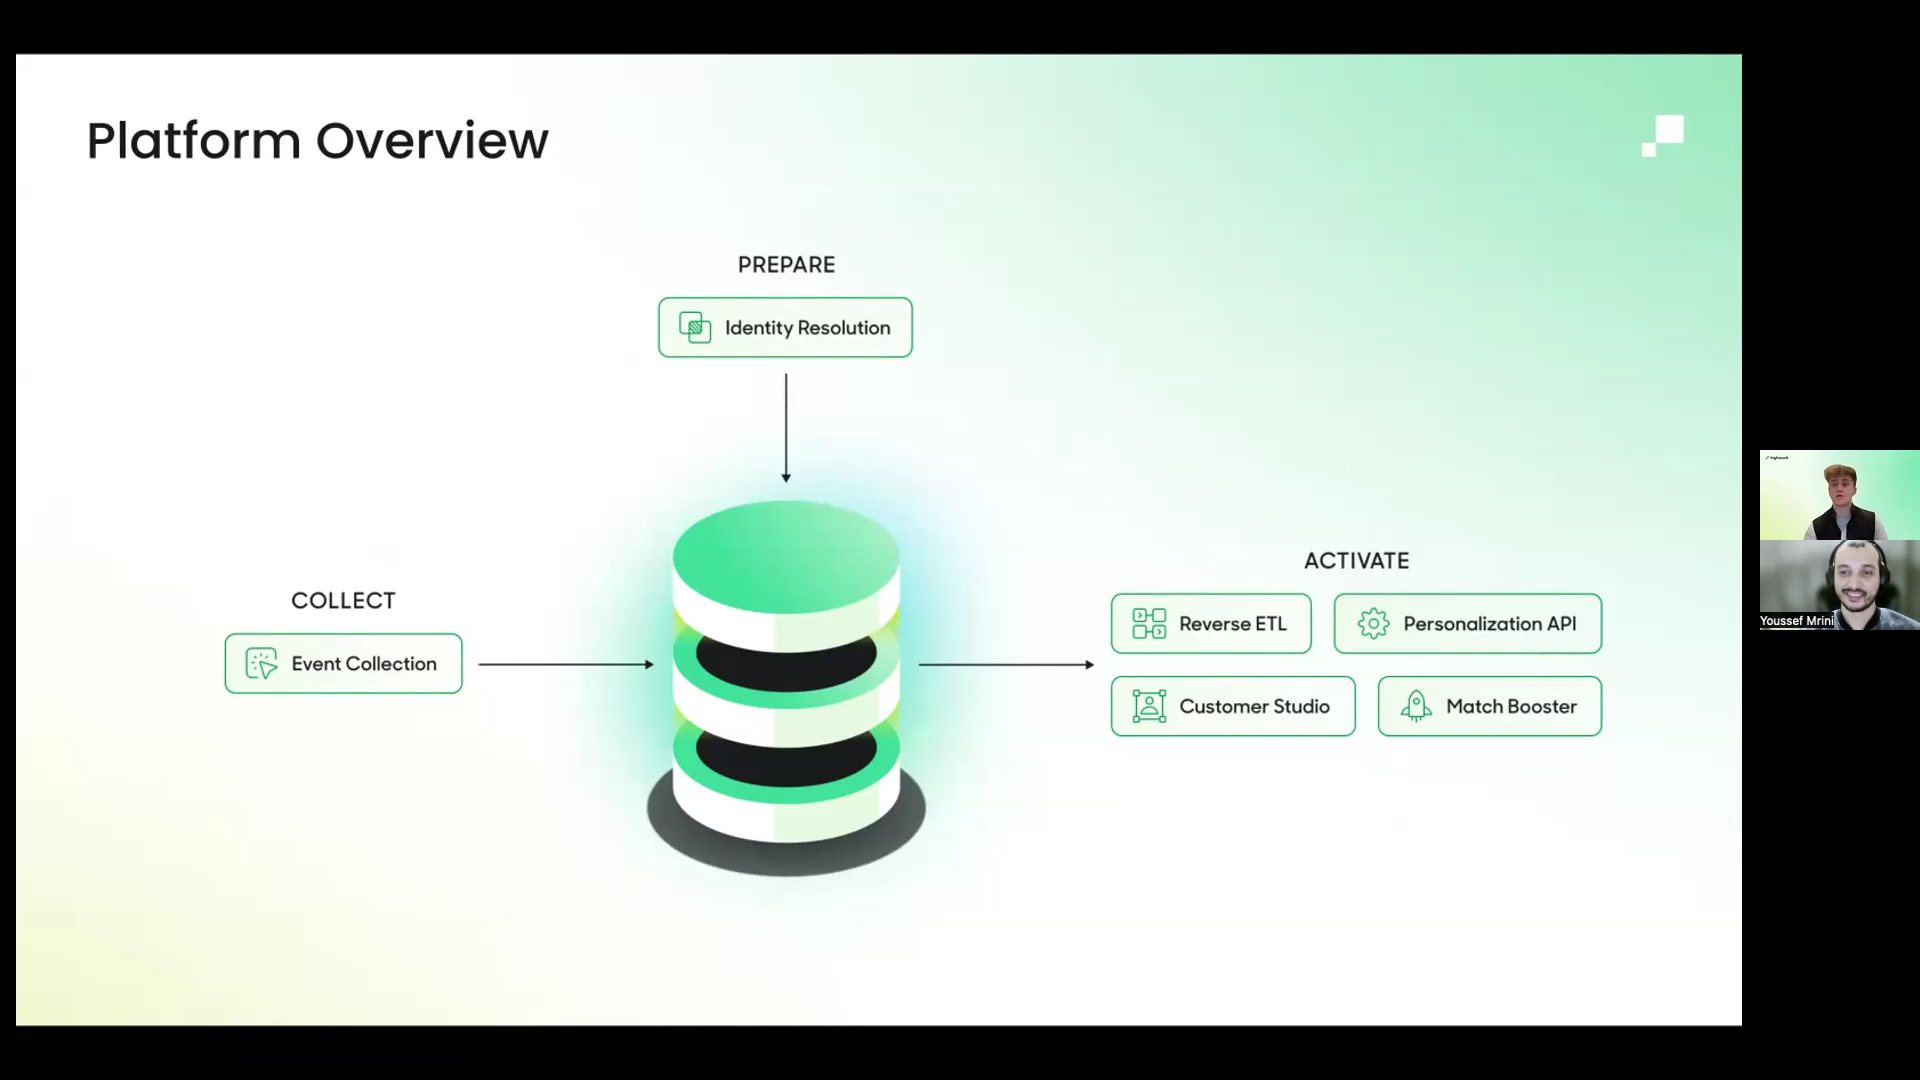 Platform Overview
PREPARE
Identity Resolution
COLLECT
Event Collection
ACTIVATE
Reverse ETL
Personalization API
Customer Studio
Match Booster
hightouch
Youssef Mrini